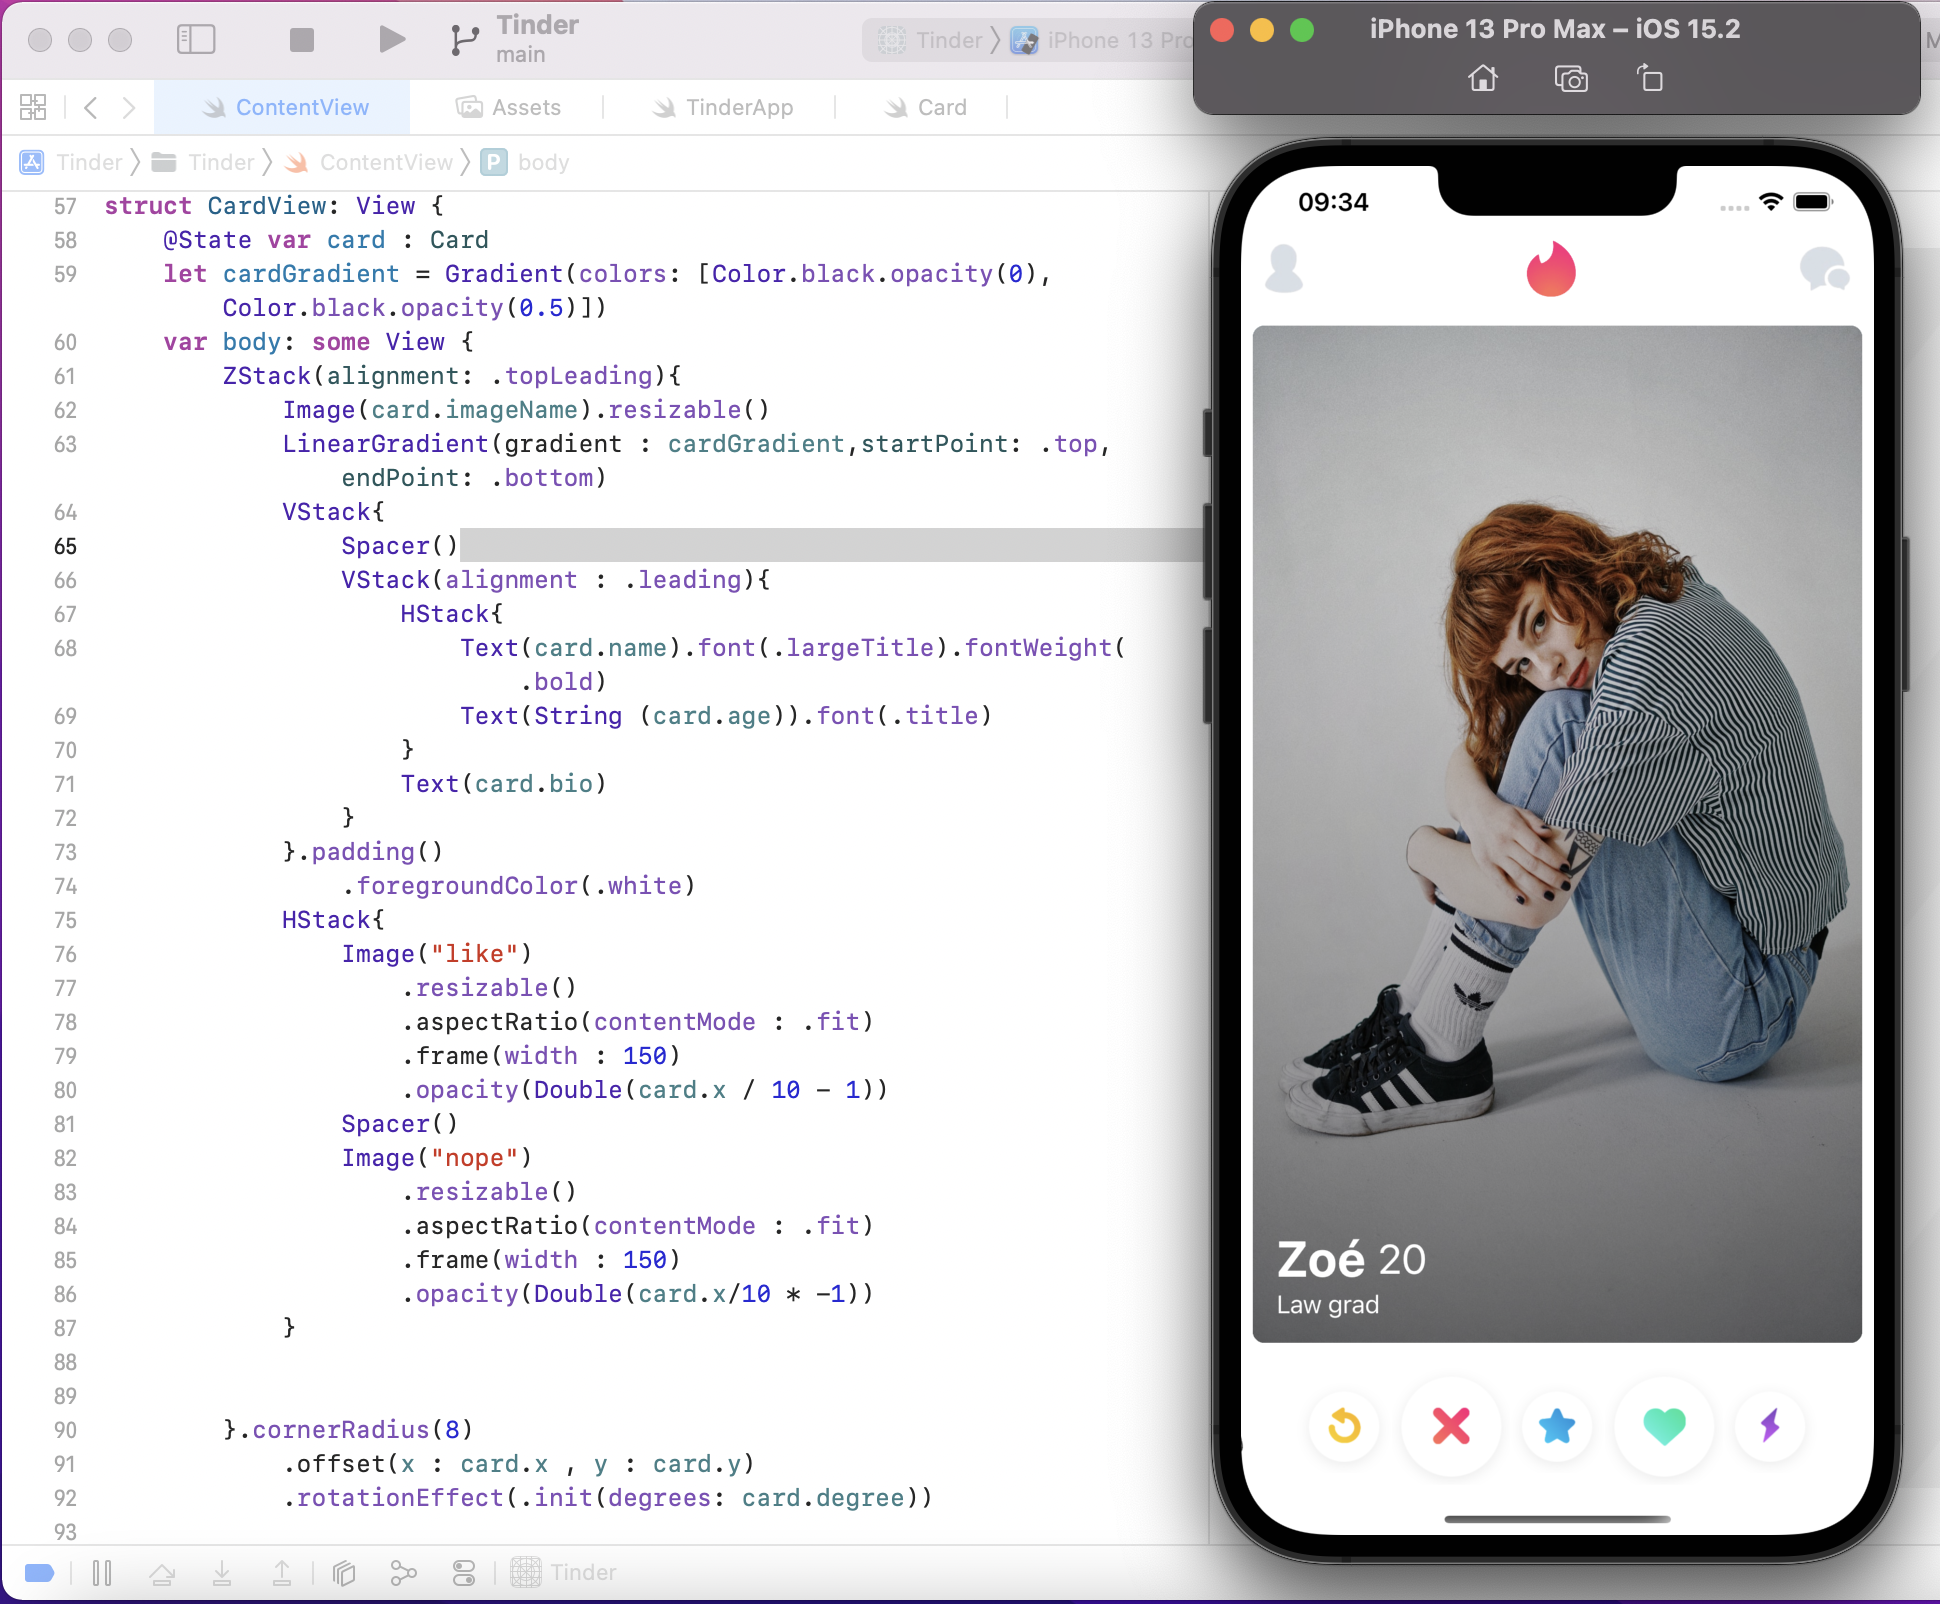 Tinder
main
Tinder
iPhone 13 Pro
iPhone 13 Pro Max – iOS 15.2
ContentView
Assets
TinderApp
Card
Tinder
Tinder
ContentView
P
body
57 struct CardView: View {
58 @State var card : Card
59 let cardGradient = Gradient(colors: [Color.black.opacity(0),
Color.black.opacity(0.5)])
60 var body: some View {
61 ZStack(alignment: .topLeading){
62 Image(card.imageName).resizable()
63 LinearGradient(gradient : cardGradient,startPoint: .top,
endPoint: .bottom)
64 VStack{
65 Spacer()
66 VStack(alignment : .leading){
67 HStack{
68 Text(card.name).font(.largeTitle).fontWeight(
.bold)
69 Text(String (card.age)).font(.title)
70 }
71 Text(card.bio)
72 }
73 }.padding()
74 .foregroundColor(.white)
75 HStack{
76 Image("like")
77 .resizable()
78 .aspectRatio(contentMode : .fit)
79 .frame(width : 150)
80 .opacity(Double(card.x / 10 - 1))
81 Spacer()
82 Image("nope")
83 .resizable()
84 .aspectRatio(contentMode : .fit)
85 .frame(width : 150)
86 .opacity(Double(card.x/10 * -1))
87 }
88
89
90 }.cornerRadius(8)
91 .offset(x : card.x , y : card.y)
92 .rotationEffect(.init(degrees: card.degree))
93
Tinder
09:34
Zoé 20
Law grad